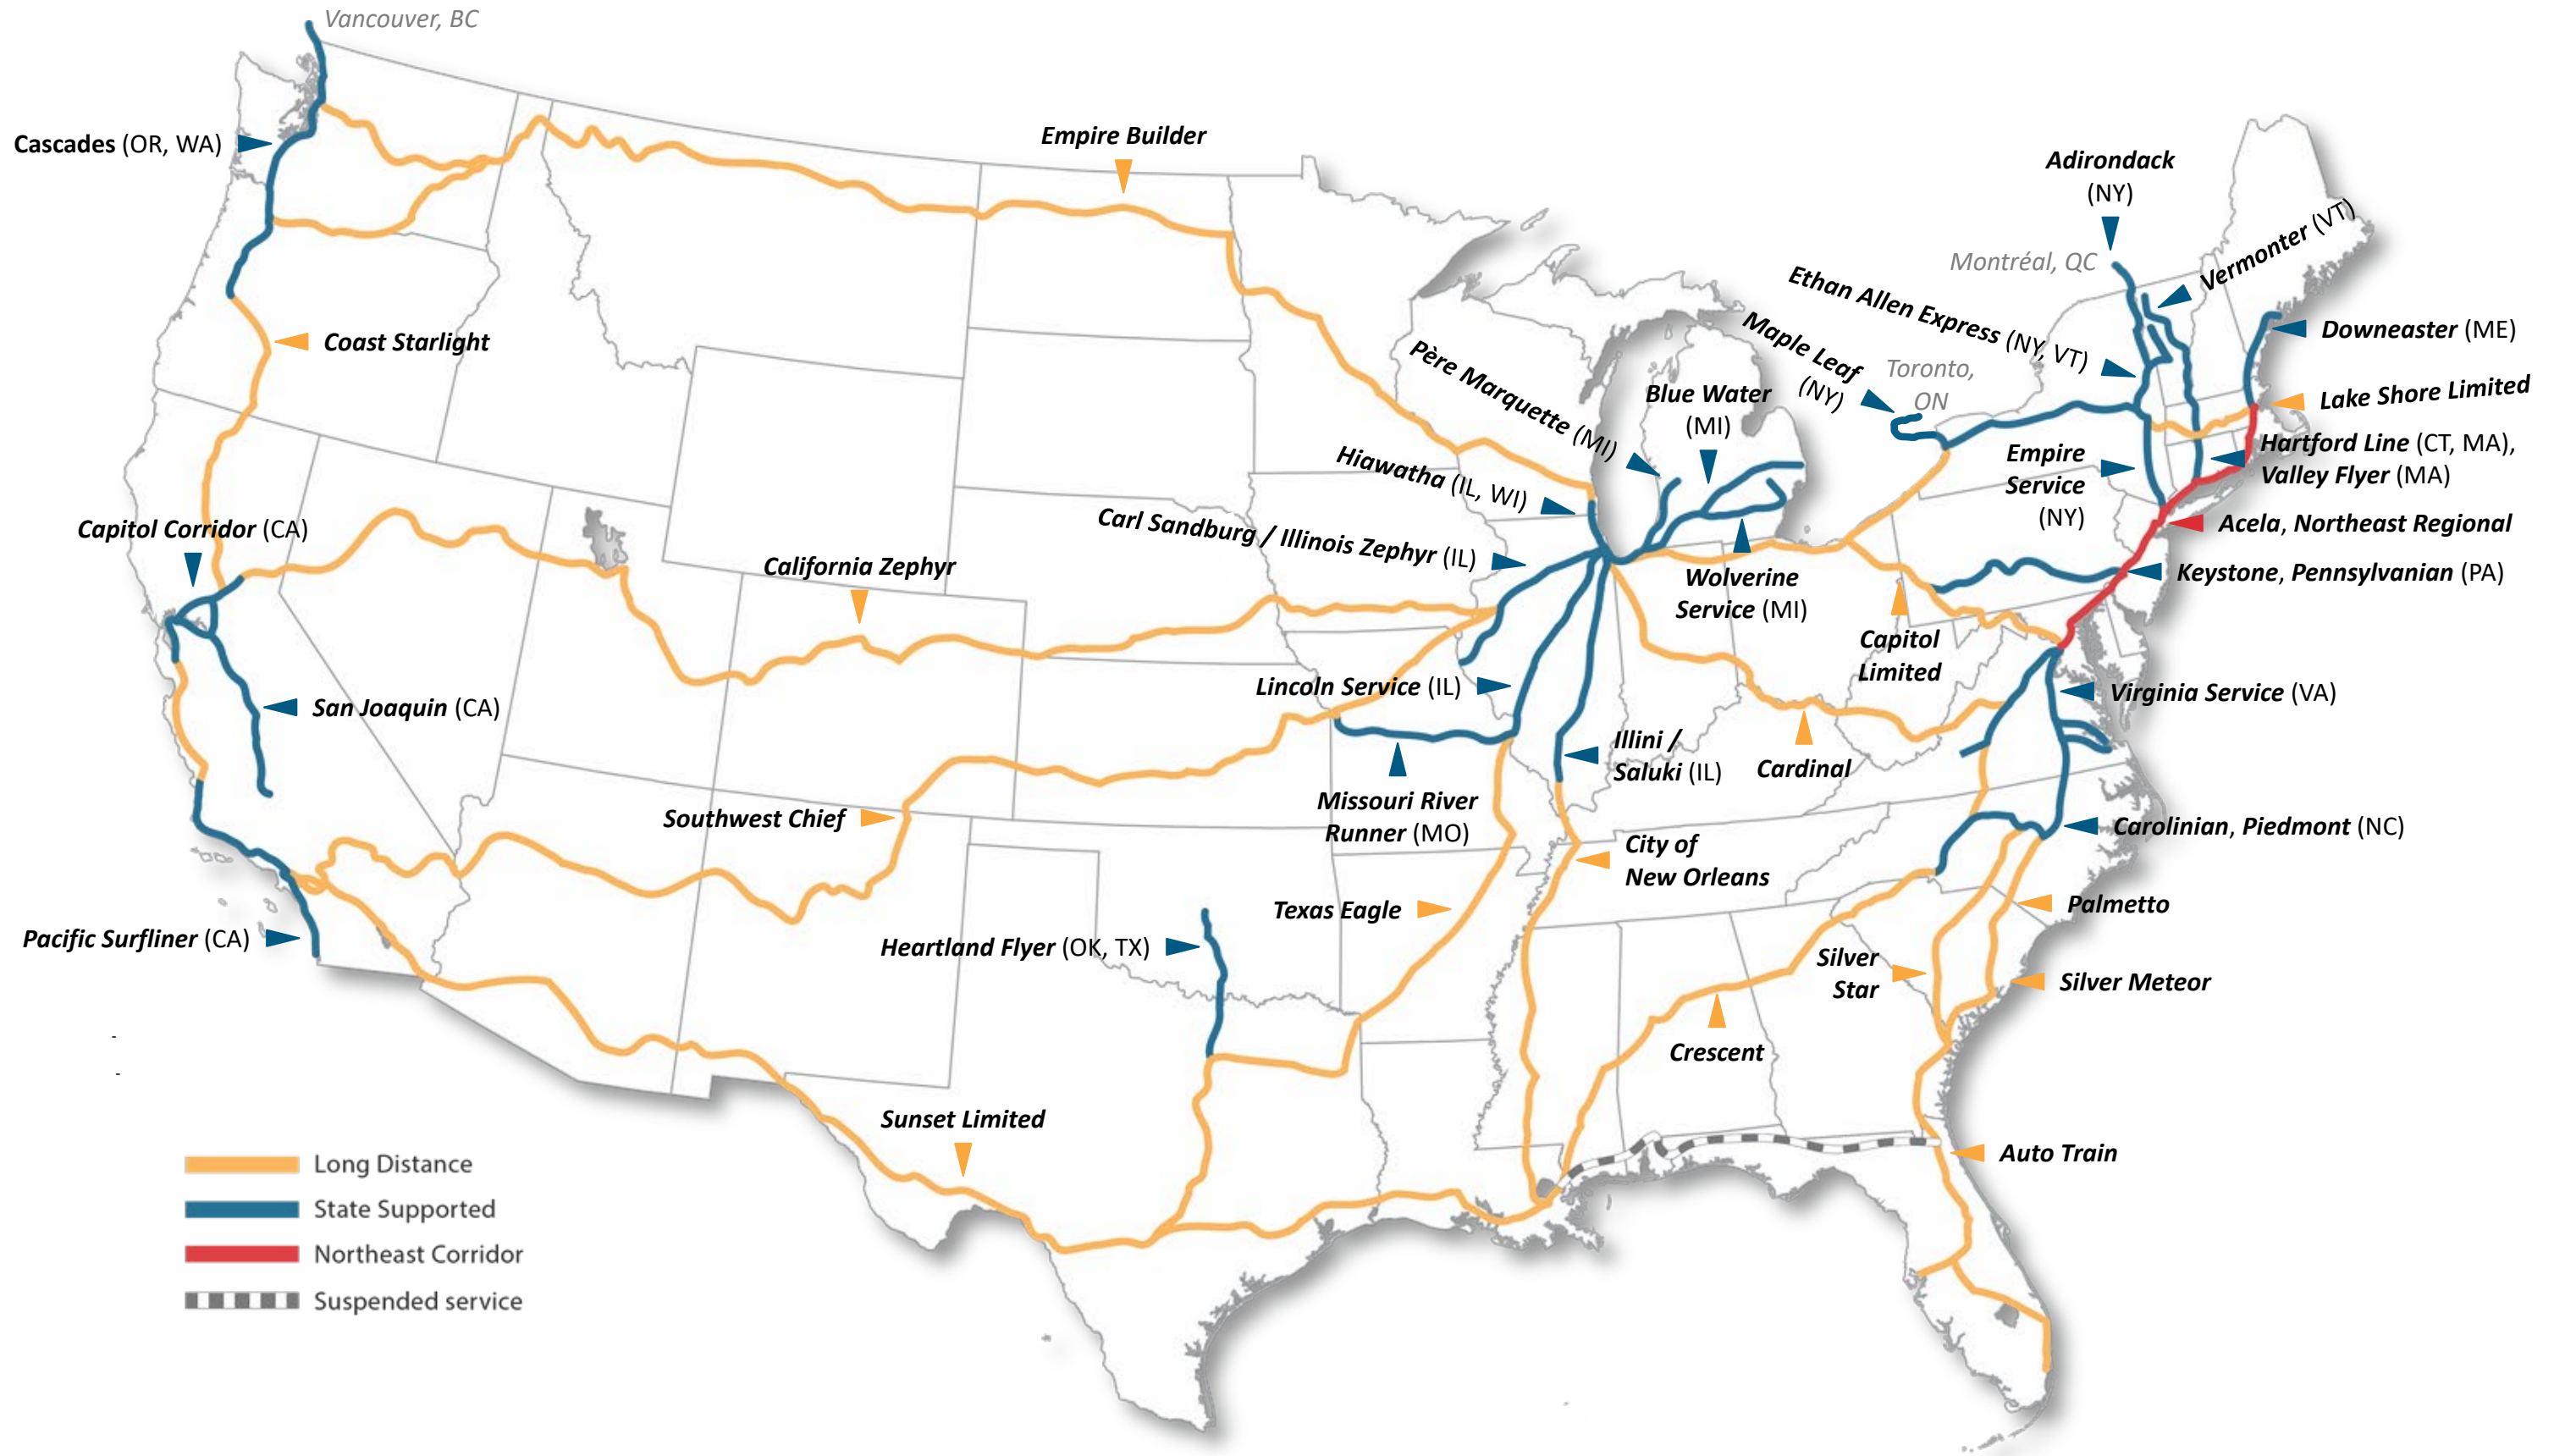 Vancouver, BC
Cascades (OR, WA)
Empire Builder
Adirondack
(NY)
Vermonter (VT)
Montréal, QC
Ethan Allen Express (NY, VT)
Maple Leaf
(NY)
Toronto,
ON
Downeaster (ME)
Coast Starlight
Père Marquette (MI)
Blue Water
(MI)
Lake Shore Limited
Hiawatha (IL, WI)
Empire
Service
(NY)
Hartford Line (CT, MA),
Valley Flyer (MA)
Capitol Corridor (CA)
Carl Sandburg / Illinois Zephyr (IL)
Acela, Northeast Regional
California Zephyr
Wolverine
Service (MI)
Keystone, Pennsylvanian (PA)
Capitol
Limited
San Joaquin (CA)
Lincoln Service (IL)
Virginia Service (VA)
Illini /
Saluki (IL)
Cardinal
Southwest Chief
Missouri River
Runner (MO)
Carolinian, Piedmont (NC)
City of
New Orleans
Texas Eagle
Palmetto
Pacific Surfliner (CA)
Heartland Flyer (OK, TX)
Silver
Star
Silver Meteor
Crescent
Sunset Limited
Auto Train
Long Distance
State Supported
Northeast Corridor
Suspended service